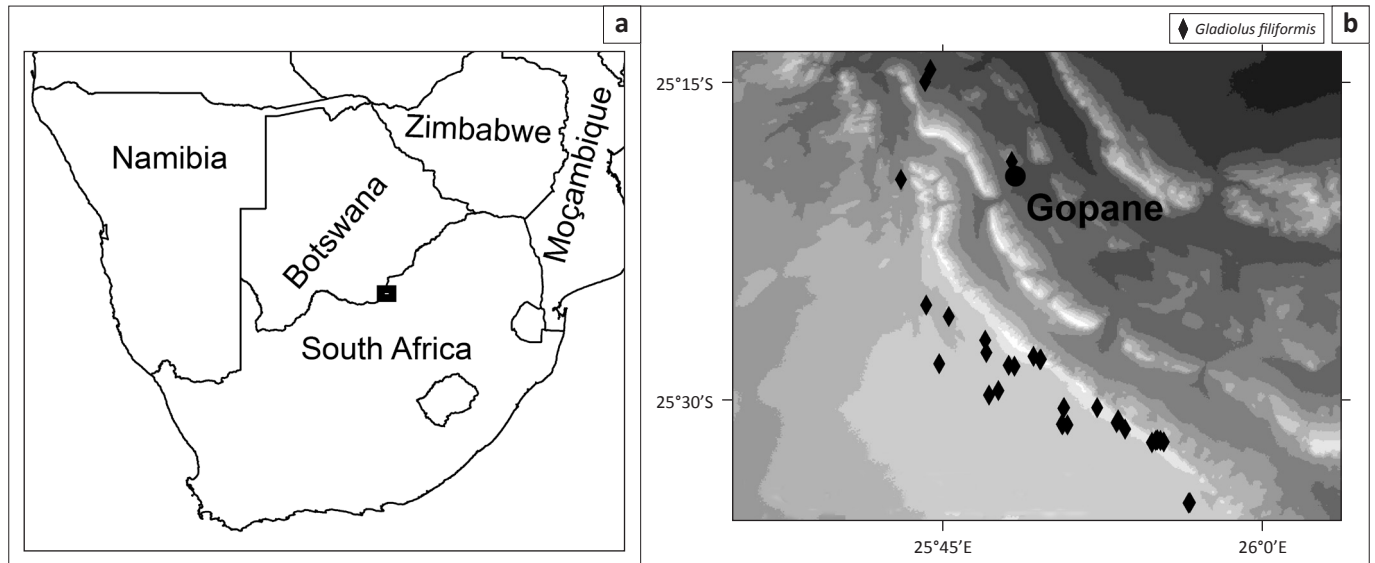 a
Namibia
Zimbabwe
Moçambique
Botswana
South Africa
Gladiolus filiformis
b
25°15′S
Gopane
25°30′S
25°45′E
26°0′E